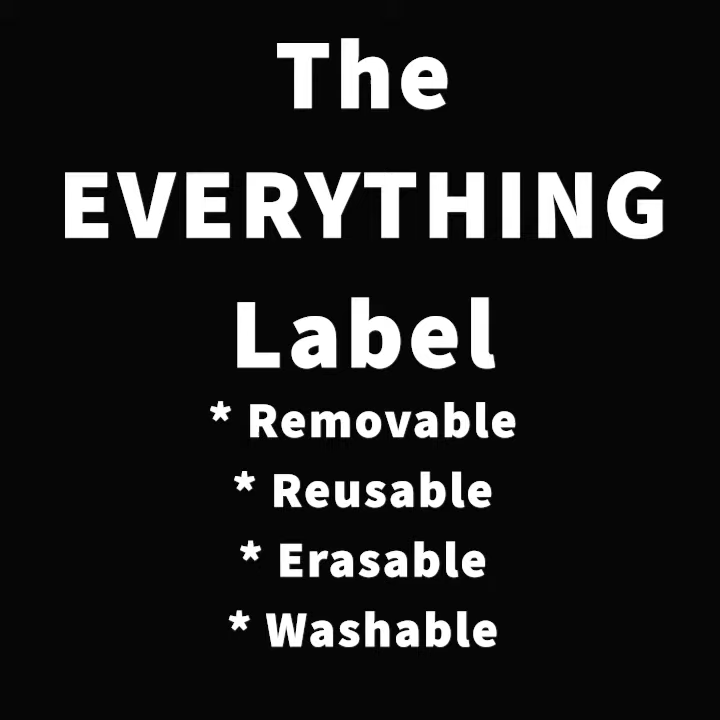 The
EVERYTHING
Label
* Removable
* Reusable
* Erasable
* Washable